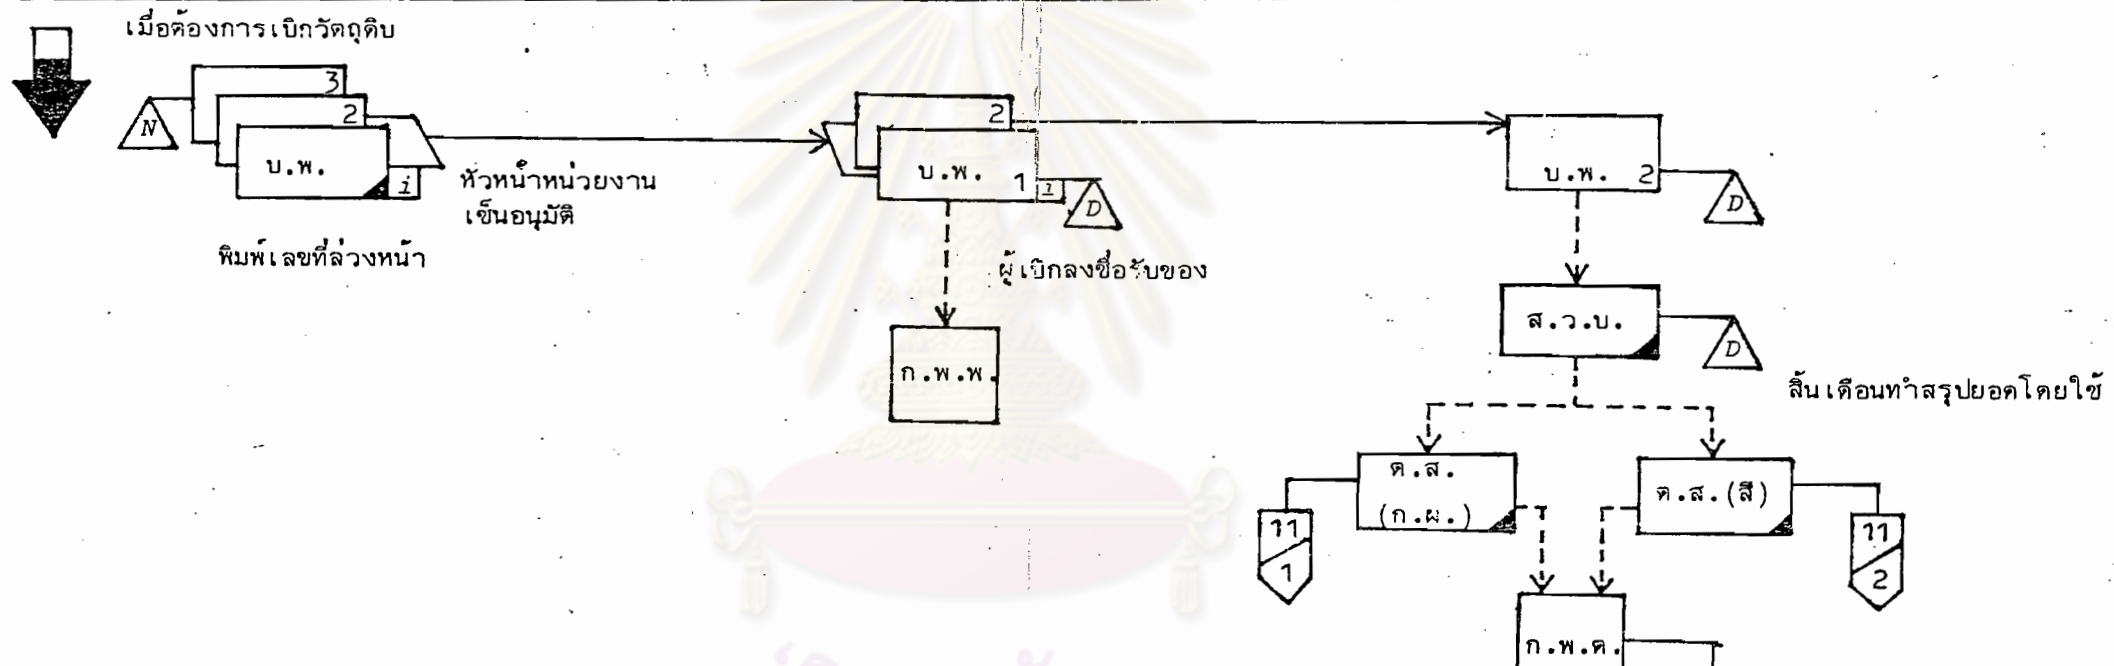 เมื่อต้องการเบิกวัตถุดิบ
3
2
N
บ.พ.
i
หัวหน้าหน่วยงาน
เซ็นอนุมัติ
พิมพ์เลขที่ล่วงหน้า
2
บ.พ. 1
D
ผู้เบิกลงชื่อรับของ
ก.พ.พ.
บ.พ. 2
D
ส.ว.บ.
D
สิ้นเดือนทำสรุปยอดโดยใช้
ต.ส.
(ก.ผ.)
ต.ส.(สี)
11
1
11
2
ก.พ.ต.